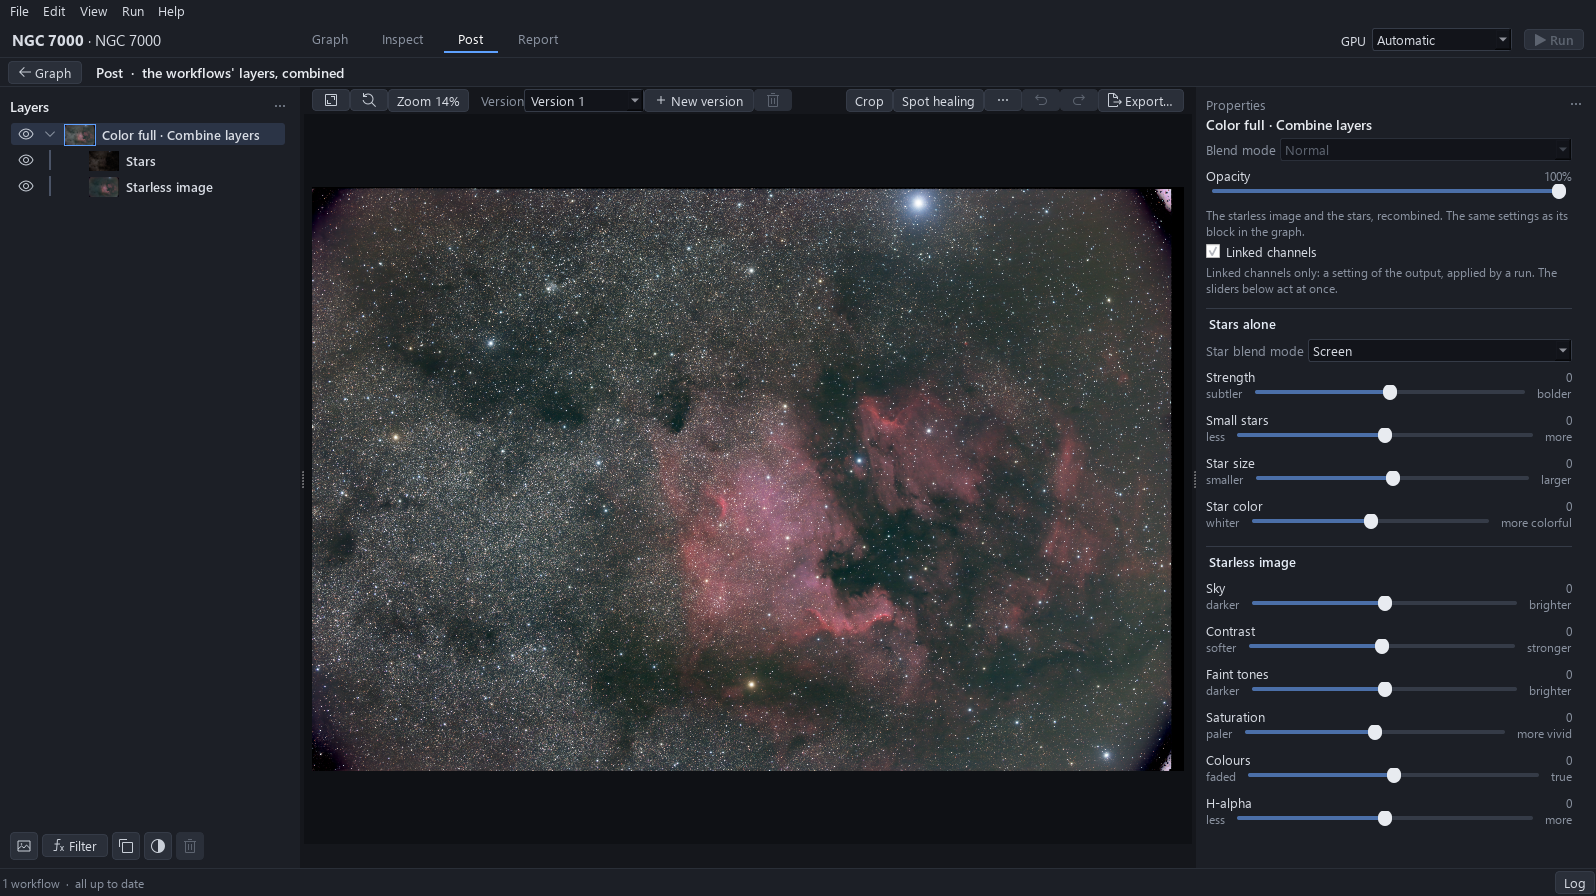 File Edit View Run Help
NGC 7000 · NGC 7000
Graph Inspect Post Report
GPU Automatic Run
Graph Post · the workflows' layers, combined
Layers ···
Color full · Combine layers
Stars
Starless image
Filter
Zoom 14% Version Version 1 + New version
Crop Spot healing ··· Export...
Properties ···
Color full · Combine layers
Blend mode Normal
Opacity 100%
The starless image and the stars, recombined. The same settings as its
block in the graph.
Linked channels
Linked channels only: a setting of the output, applied by a run. The
sliders below act at once.
Stars alone
Star blend mode Screen
Strength 0
subtler bolder
Small stars 0
less more
Star size 0
smaller larger
Star color 0
whiter more colorful
Starless image
Sky 0
darker brighter
Contrast 0
softer stronger
Faint tones 0
darker brighter
Saturation 0
paler more vivid
Colours 0
faded true
H-alpha 0
less more
1 workflow · all up to date
Log